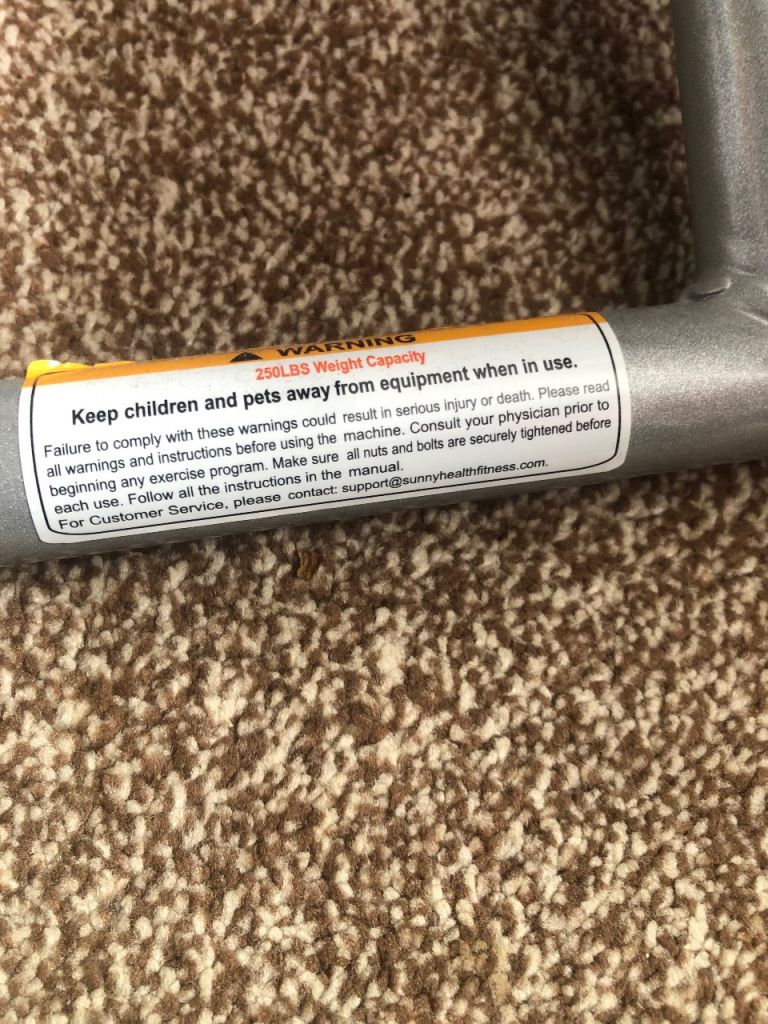 WARNING
250LBS Weight Capacity
Keep children and pets away from equipment when in use.
Failure to comply with these warnings could result in serious injury or death. Please read
all warnings and instructions before using the machine. Consult your physician prior to
beginning any exercise program. Make sure all nuts and bolts are securely tightened before
each use. Follow all the instructions in the manual.
For Customer Service, please contact: support@sunnyhealthfitness.com.